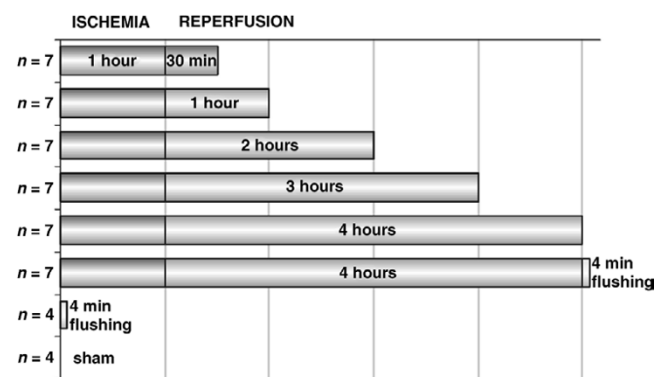 ISCHEMIA REPERFUSION
n = 7 1 hour 30 min
n = 7 1 hour
n = 7 2 hours
n = 7 3 hours
n = 7 4 hours
n = 7 4 hours 4 min
flushing
n = 4 4 min
flushing
n = 4 sham